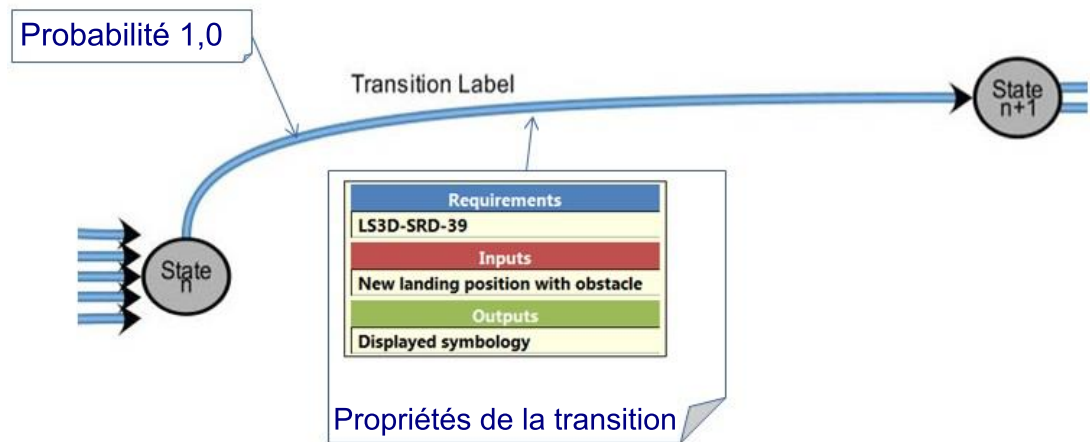 Probabilité 1,0
Transition Label
State
n+1
Requirements
LS3D-SRD-39
Inputs
New landing position with obstacle
Outputs
Displayed symbology
State
n
Propriétés de la transition